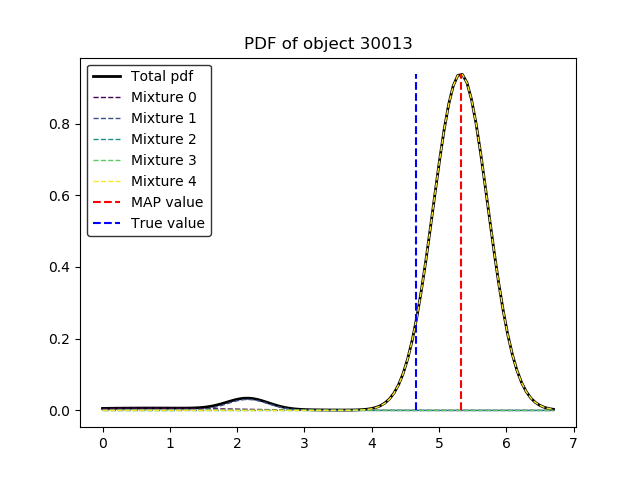 PDF of object 30013
Total pdf
Mixture 0
Mixture 1
Mixture 2
Mixture 3
Mixture 4
MAP value
True value
0.8
0.6
0.4
0.2
0.0
0 1 2 3 4 5 6 7